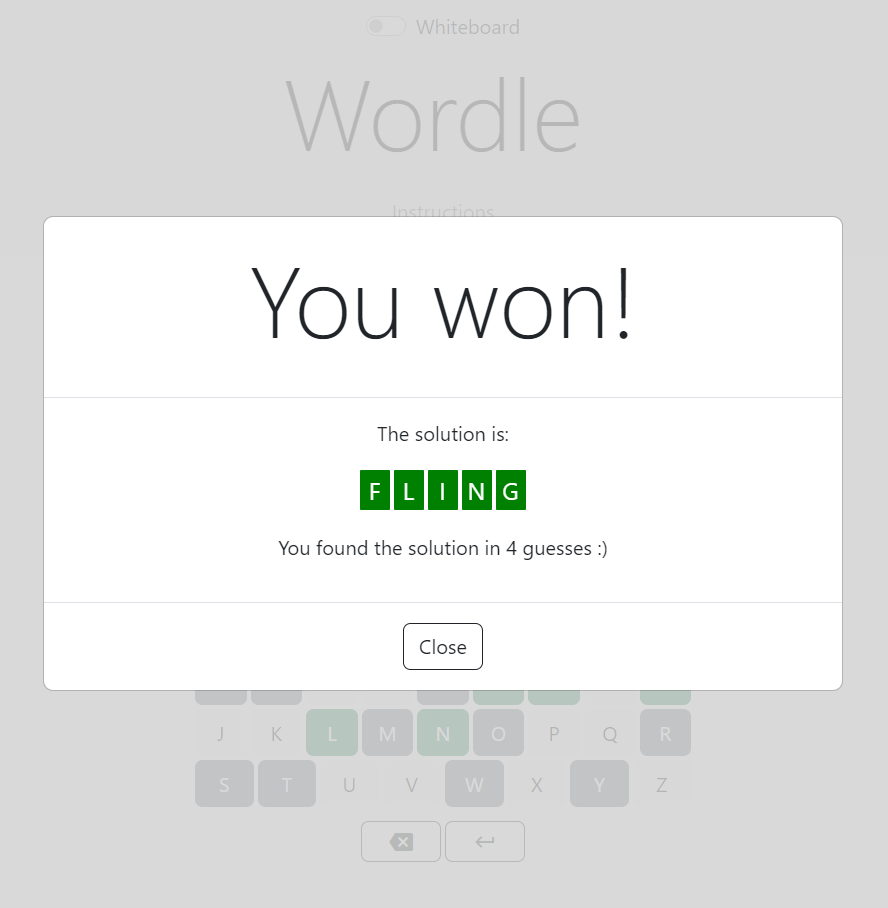 Whiteboard
Wordle
Instructions
You won!
The solution is:
F L I N G
You found the solution in 4 guesses :)
Close
J K L M N O P Q R
S T U V W X Y Z